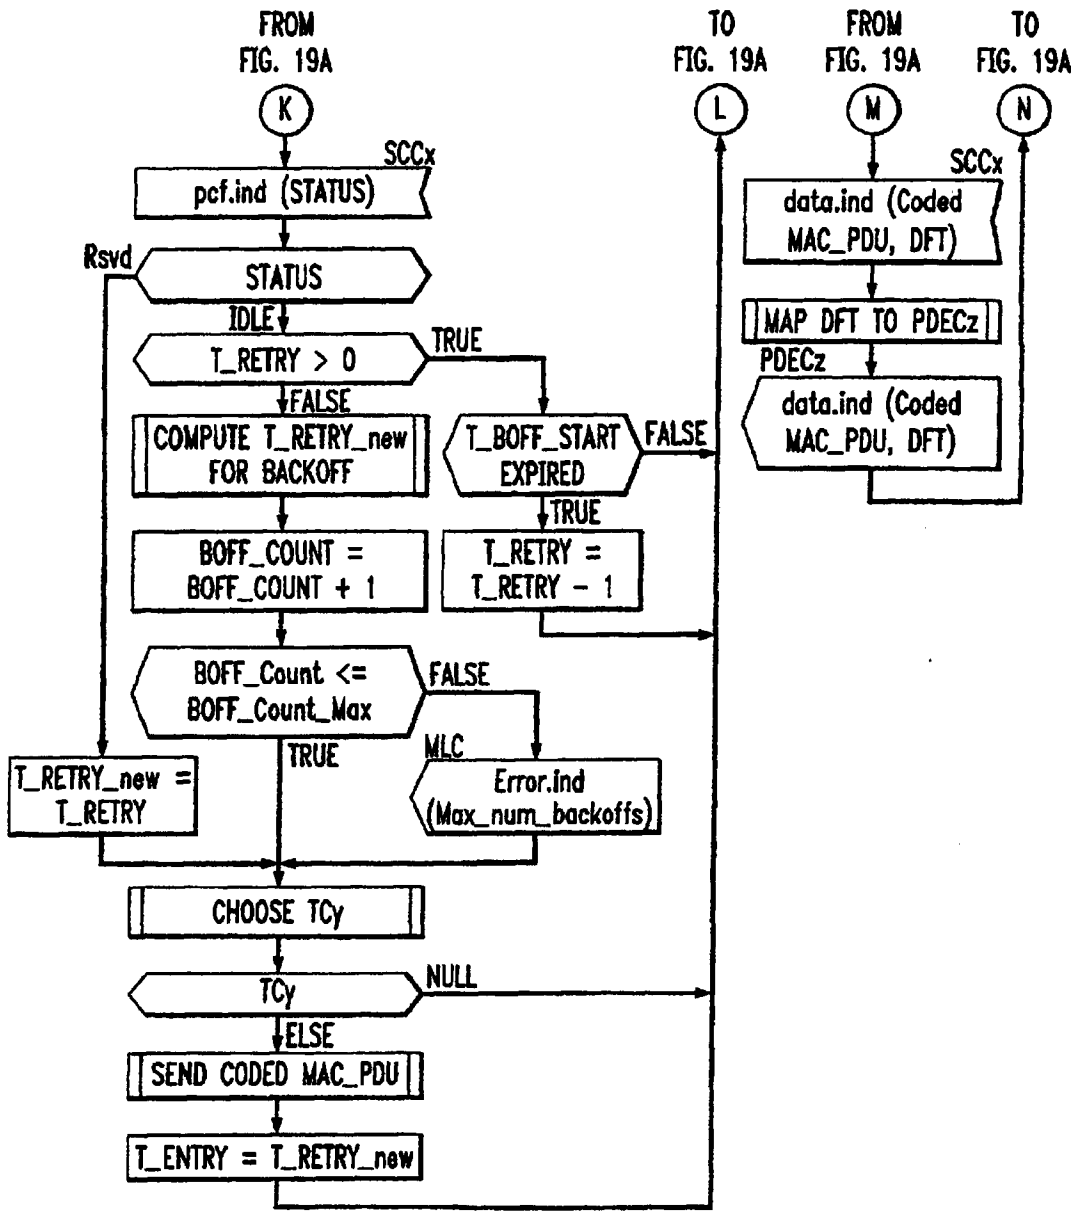 FROM
FIG. 19A
K
TO
FIG. 19A
L
FROM
FIG. 19A
M
TO
FIG. 19A
N
SCCx
pcf.ind (STATUS)
Rsvd
STATUS
IDLE
T_RETRY > 0
TRUE
FALSE
COMPUTE T_RETRY_new
FOR BACKOFF
T_BOFF_START
EXPIRED
FALSE
TRUE
BOFF_COUNT =
BOFF_COUNT + 1
T_RETRY =
T_RETRY - 1
BOFF_Count <=
BOFF_Count_Max
FALSE
TRUE
MLC
Error.ind
(Max_num_backoffs)
T_RETRY_new =
T_RETRY
CHOOSE TCy
TCy
NULL
ELSE
SEND CODED MAC_PDU
T_ENTRY = T_RETRY_new
SCCx
data.ind (Coded
MAC_PDU, DFT)
MAP DFT TO PDECz
PDECz
data.ind (Coded
MAC_PDU, DFT)